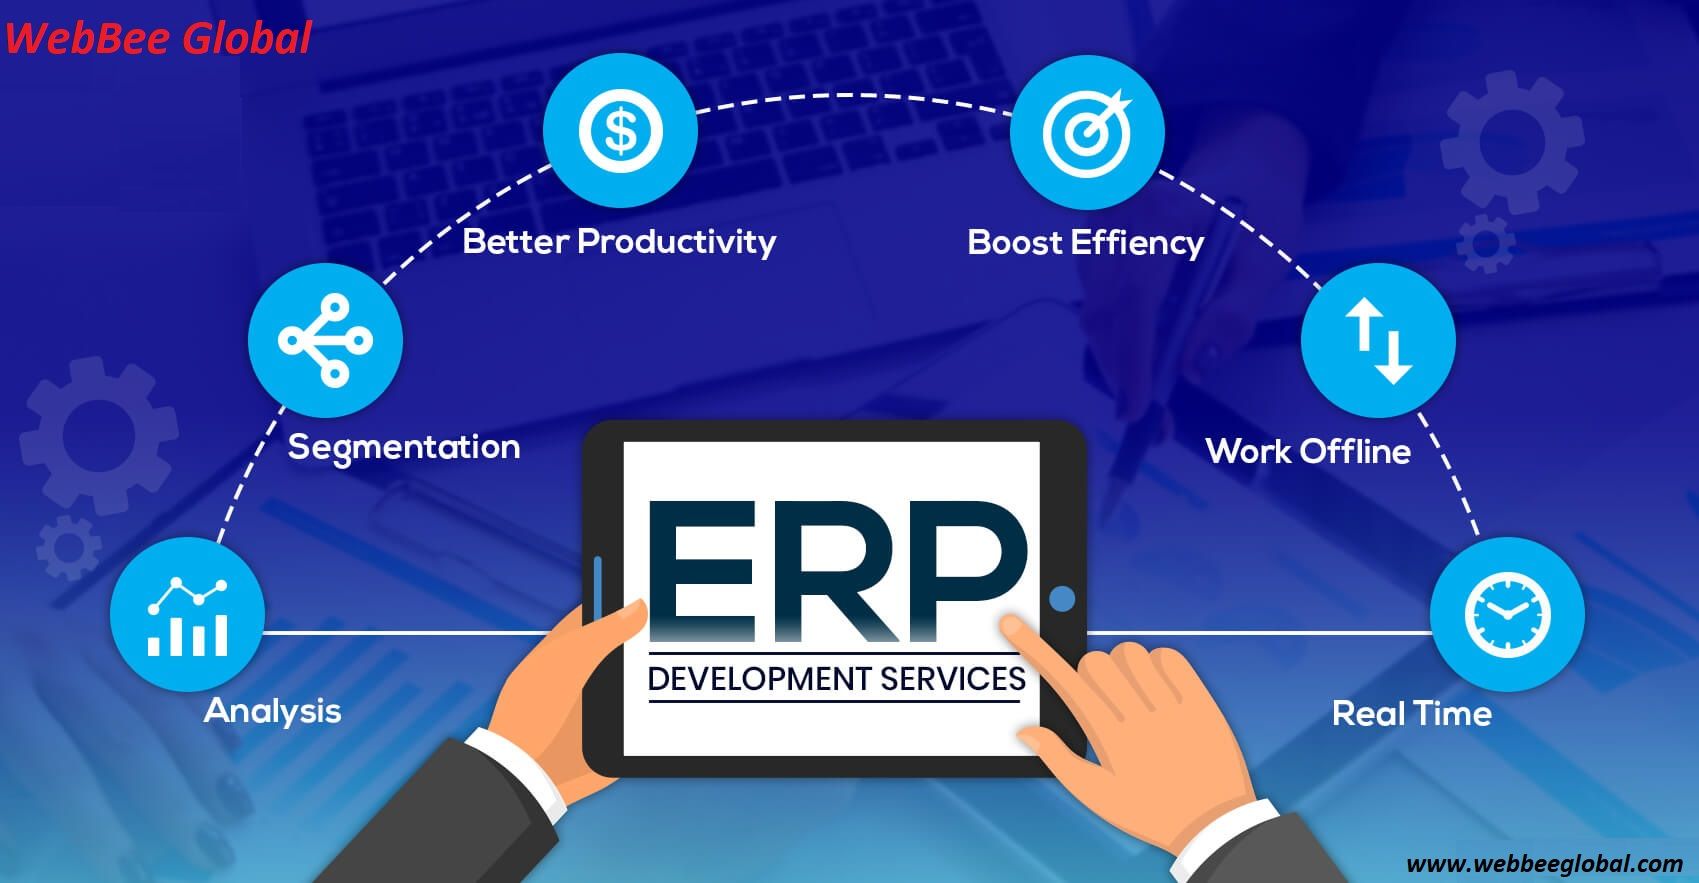 WebBee Global
Better Productivity
Boost Effiency
Segmentation
Work Offline
ERP
DEVELOPMENT SERVICES
Analysis
Real Time
www.webbeeglobal.com